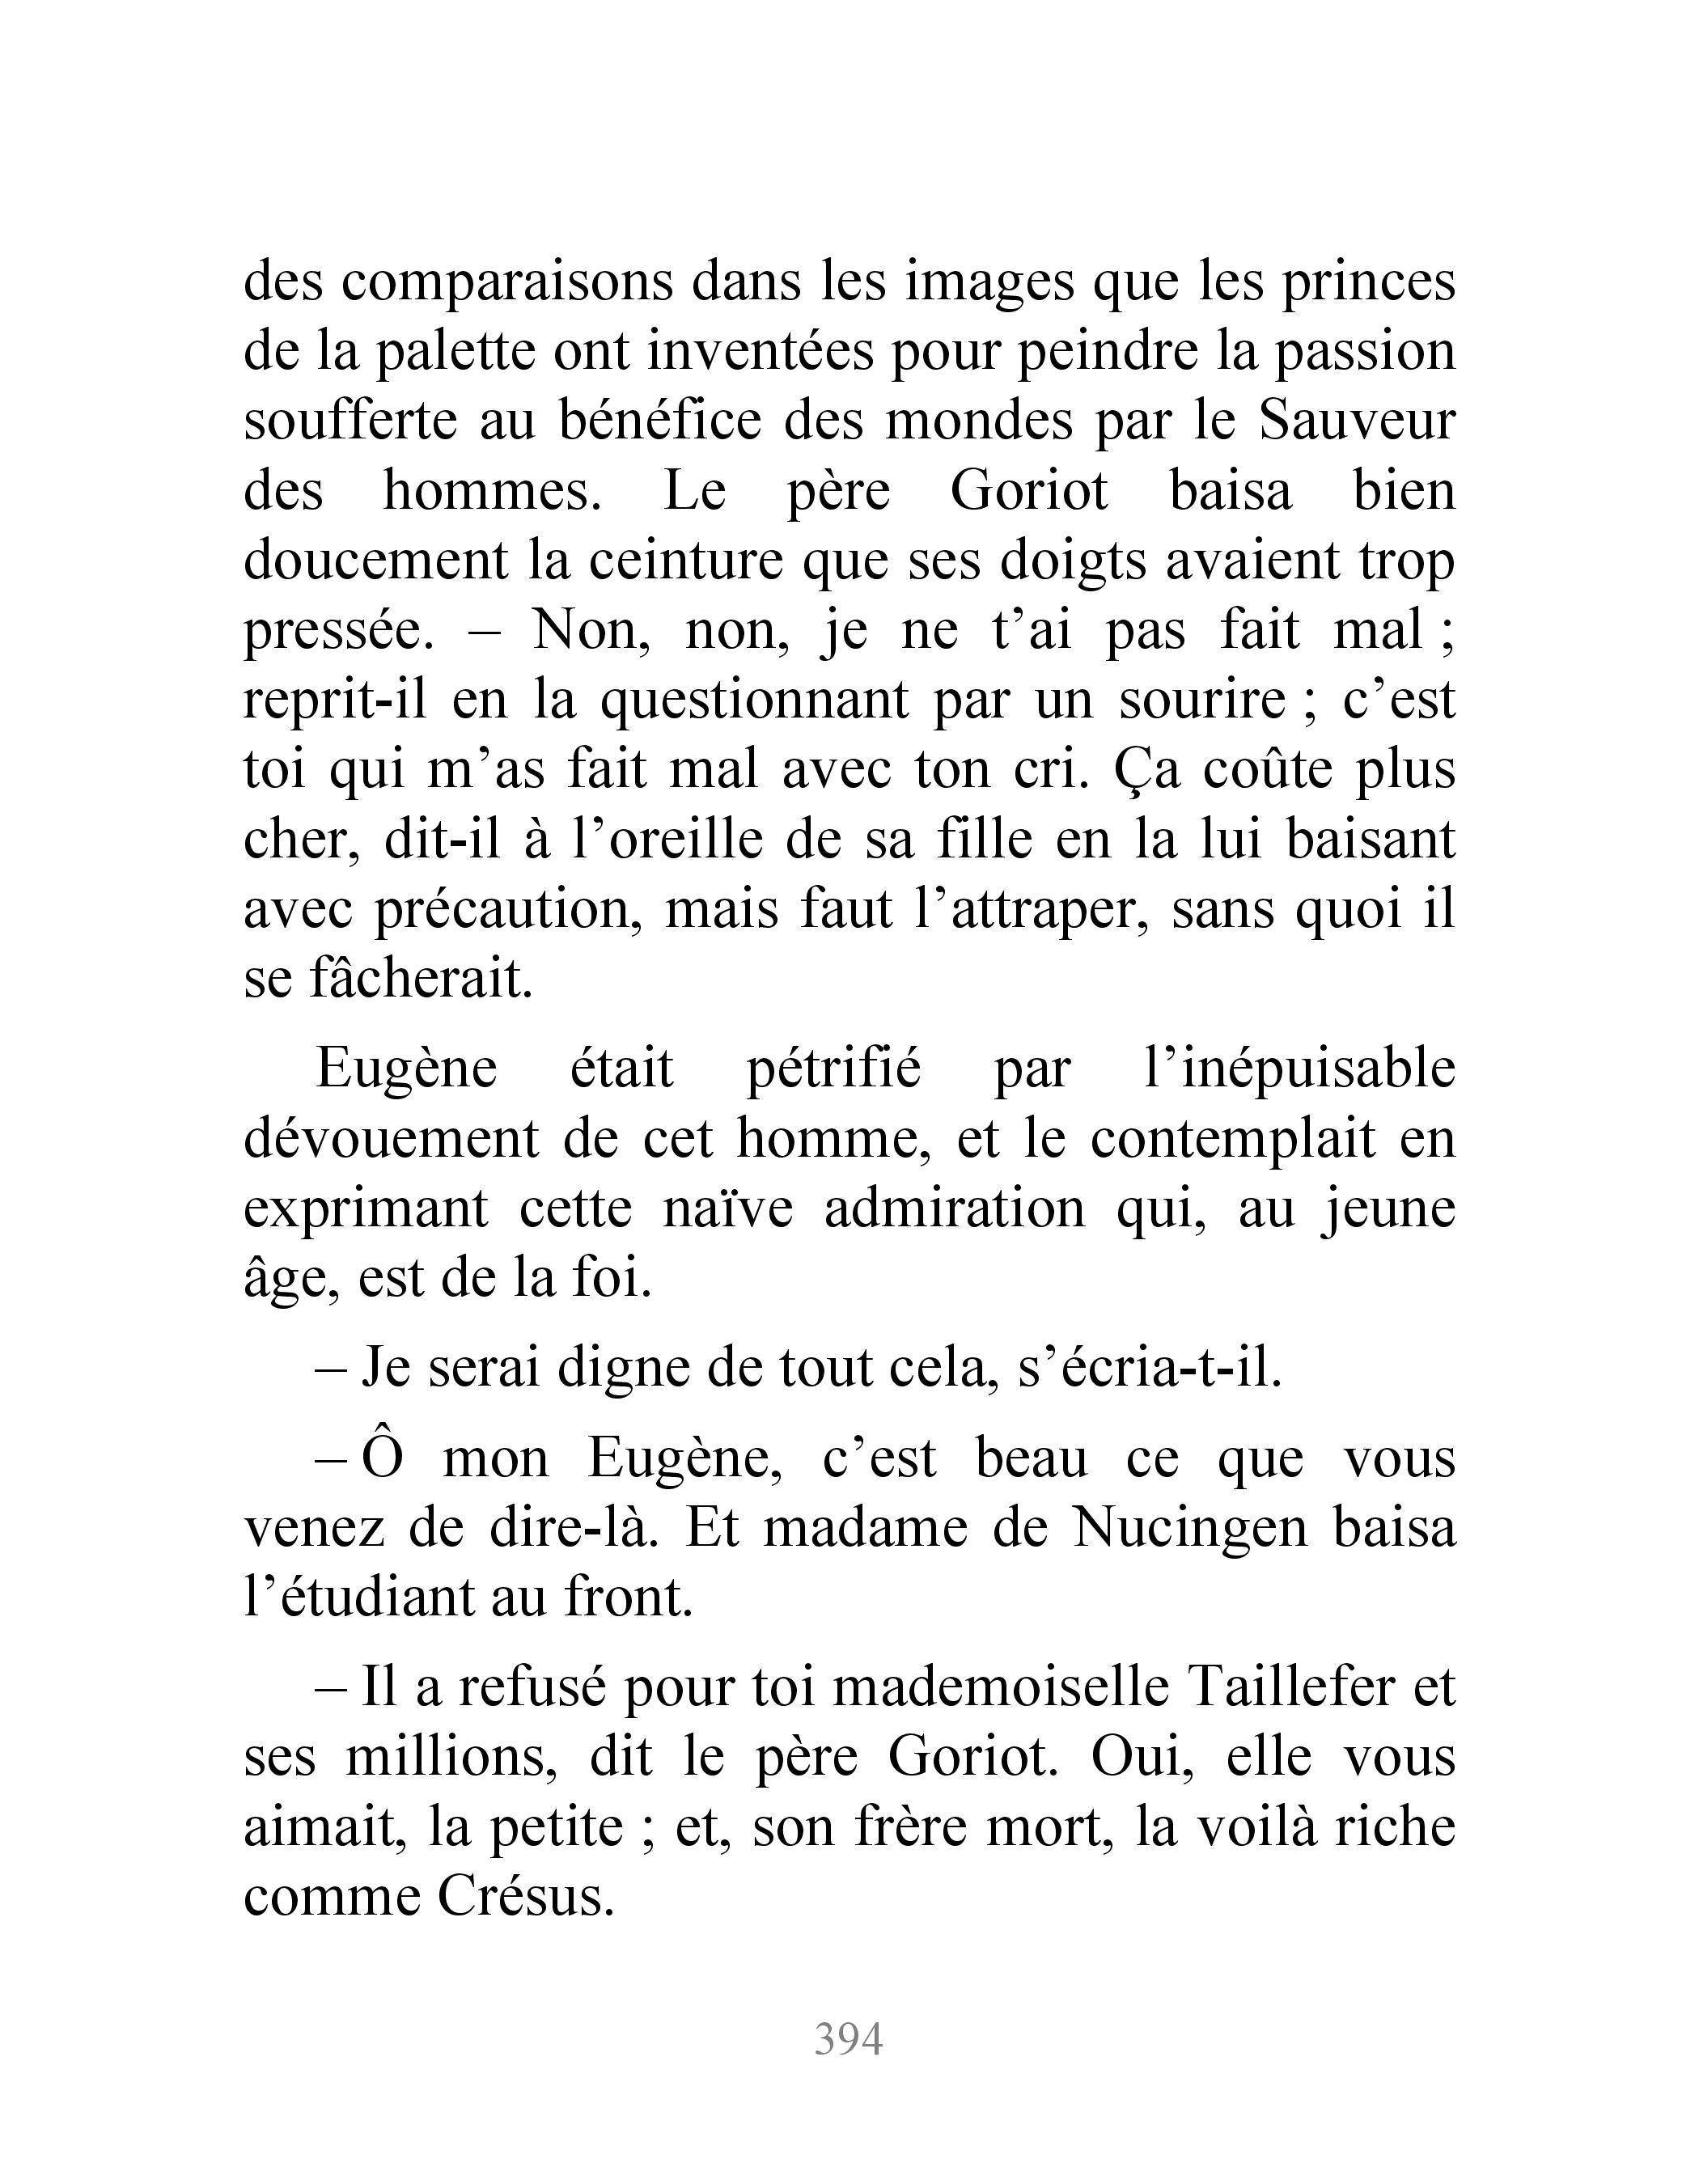 des comparaisons dans les images que les princes
de la palette ont inventées pour peindre la passion
soufferte au bénéfice des mondes par le Sauveur
des hommes. Le père Goriot baisa bien
doucement la ceinture que ses doigts avaient trop
pressée. – Non, non, je ne t’ai pas fait mal ;
reprit-il en la questionnant par un sourire ; c’est
toi qui m’as fait mal avec ton cri. Ça coûte plus
cher, dit-il à l’oreille de sa fille en la lui baisant
avec précaution, mais faut l’attraper, sans quoi il
se fâcherait.
Eugène était pétrifié par l’inépuisable
dévouement de cet homme, et le contemplait en
exprimant cette naïve admiration qui, au jeune
âge, est de la foi.
– Je serai digne de tout cela, s’écria-t-il.
– Ô mon Eugène, c’est beau ce que vous
venez de dire-là. Et madame de Nucingen baisa
l’étudiant au front.
– Il a refusé pour toi mademoiselle Taillefer et
ses millions, dit le père Goriot. Oui, elle vous
aimait, la petite ; et, son frère mort, la voilà riche
comme Crésus.
394